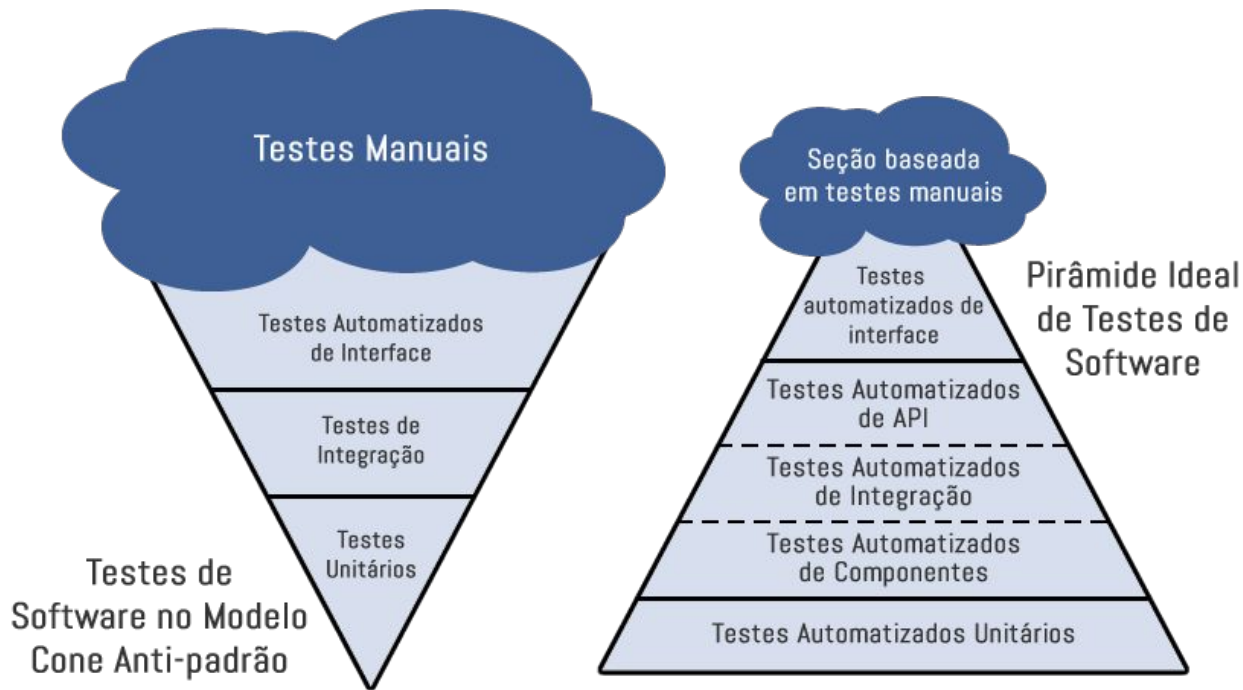 Testes Manuais
Testes Automatizados
de Interface
Testes de
Integração
Testes
Unitários
Testes de
Software no Modelo
Cone Anti-padrão
Seção baseada
em testes manuais
Testes
automatizados de
interface
Testes Automatizados
de API
Testes Automatizados
de Integração
Testes Automatizados
de Componentes
Testes Automatizados Unitários
Pirâmide Ideal
de Testes de
Software